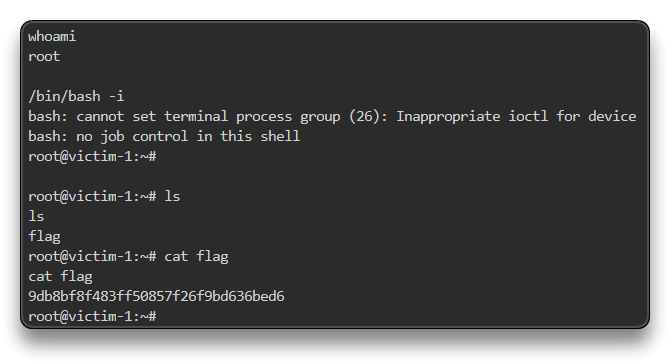 whoami
root
/bin/bash -i
bash: cannot set terminal process group (26): Inappropriate ioctl for device
bash: no job control in this shell
root@victim-1:~#
root@victim-1:~# ls
ls
flag
root@victim-1:~# cat flag
cat flag
9db8bf8f483ff50857f26f9bd636bed6
root@victim-1:~#